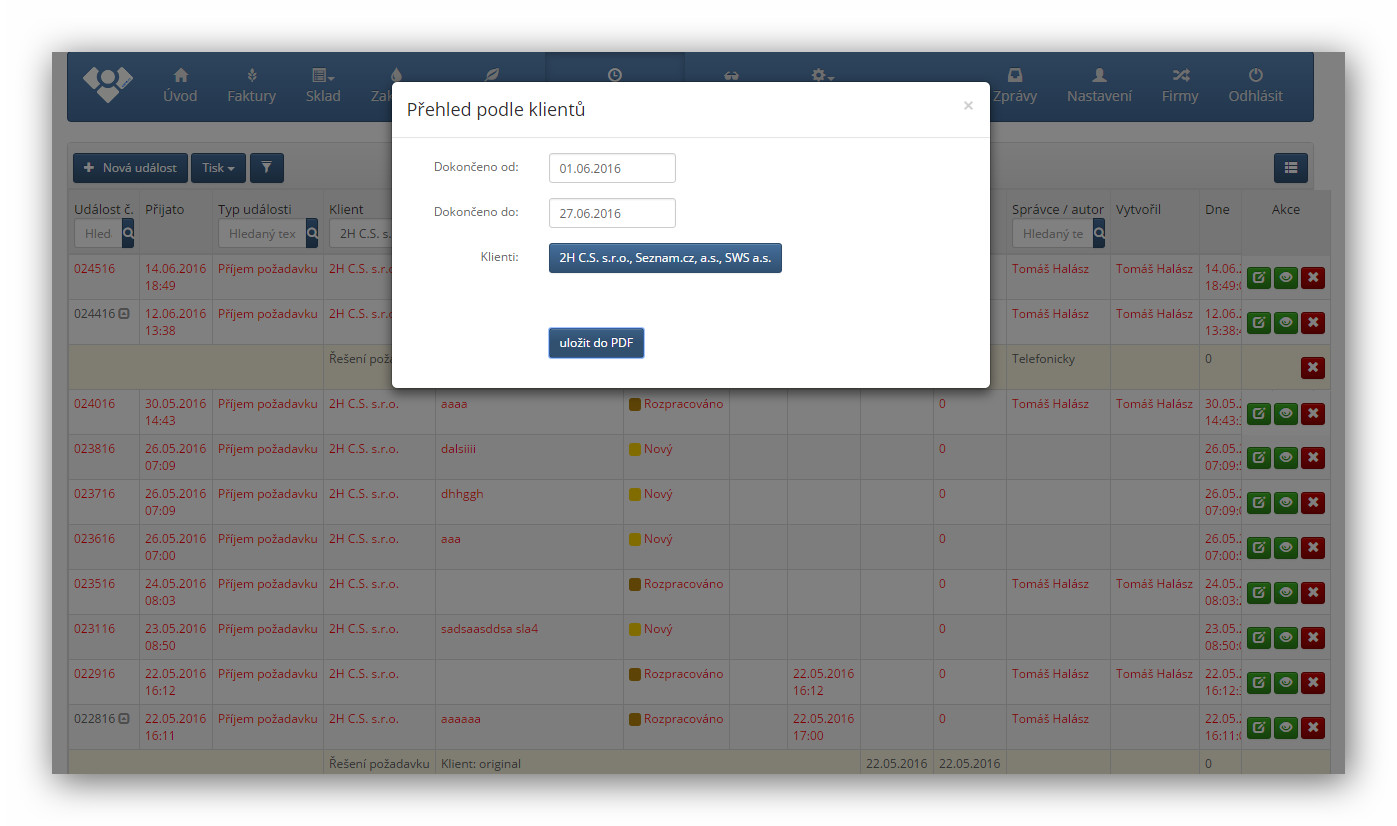 Úvod
Faktury
Sklad
Zprávy
Nastavení
Firmy
Odhlásit
Přehled podle klientů
×
Dokončeno od: 01.06.2016
Dokončeno do: 27.06.2016
Klienti: 2H C.S. s.r.o., Seznam.cz, a.s., SWS a.s.
uložit do PDF
Nová událost Tisk
Událost č. Přijato Typ události Klient Správce / autor Vytvořil Dne Akce
Hled Hledaný tex 2H C.S. s. Hledaný te
024516 14.06.2016 Příjem požadavku 2H C.S. s.r.o Tomáš Halász Tomáš Halász 14.06.
18:49 18:49:
024416 12.06.2016 Příjem požadavku 2H C.S. s.r.o Tomáš Halász Tomáš Halász 12.06.
13:38 13:38:
Řešení pož Telefonicky 0
024016 30.05.2016 Příjem požadavku 2H C.S. s.r.o. aaaa Rozpracováno 0 Tomáš Halász Tomáš Halász 30.05.
14:43 14:43:
023816 26.05.2016 Příjem požadavku 2H C.S. s.r.o. dalsiiii Nový 0 26.05.
07:09 07:09:
023716 26.05.2016 Příjem požadavku 2H C.S. s.r.o. dhhggh Nový 0 26.05.
07:09 07:09:
023616 26.05.2016 Příjem požadavku 2H C.S. s.r.o. aaa Nový 0 26.05.
07:00 07:00:
023516 24.05.2016 Příjem požadavku 2H C.S. s.r.o. Rozpracováno 0 Tomáš Halász Tomáš Halász 24.05.
08:03 08:03:
023116 23.05.2016 Příjem požadavku 2H C.S. s.r.o. sadsaasddsa sla4 Nový 0 23.05.
08:50 08:50:
022916 22.05.2016 Příjem požadavku 2H C.S. s.r.o. Rozpracováno 22.05.2016 0 Tomáš Halász Tomáš Halász 22.05.
16:12 16:12 16:12:
022816 22.05.2016 Příjem požadavku 2H C.S. s.r.o. aaaaaa Rozpracováno 22.05.2016 0 Tomáš Halász 22.05.
16:11 17:00 16:11:
Řešení požadavku Klient: original 22.05.2016 22.05.2016 0